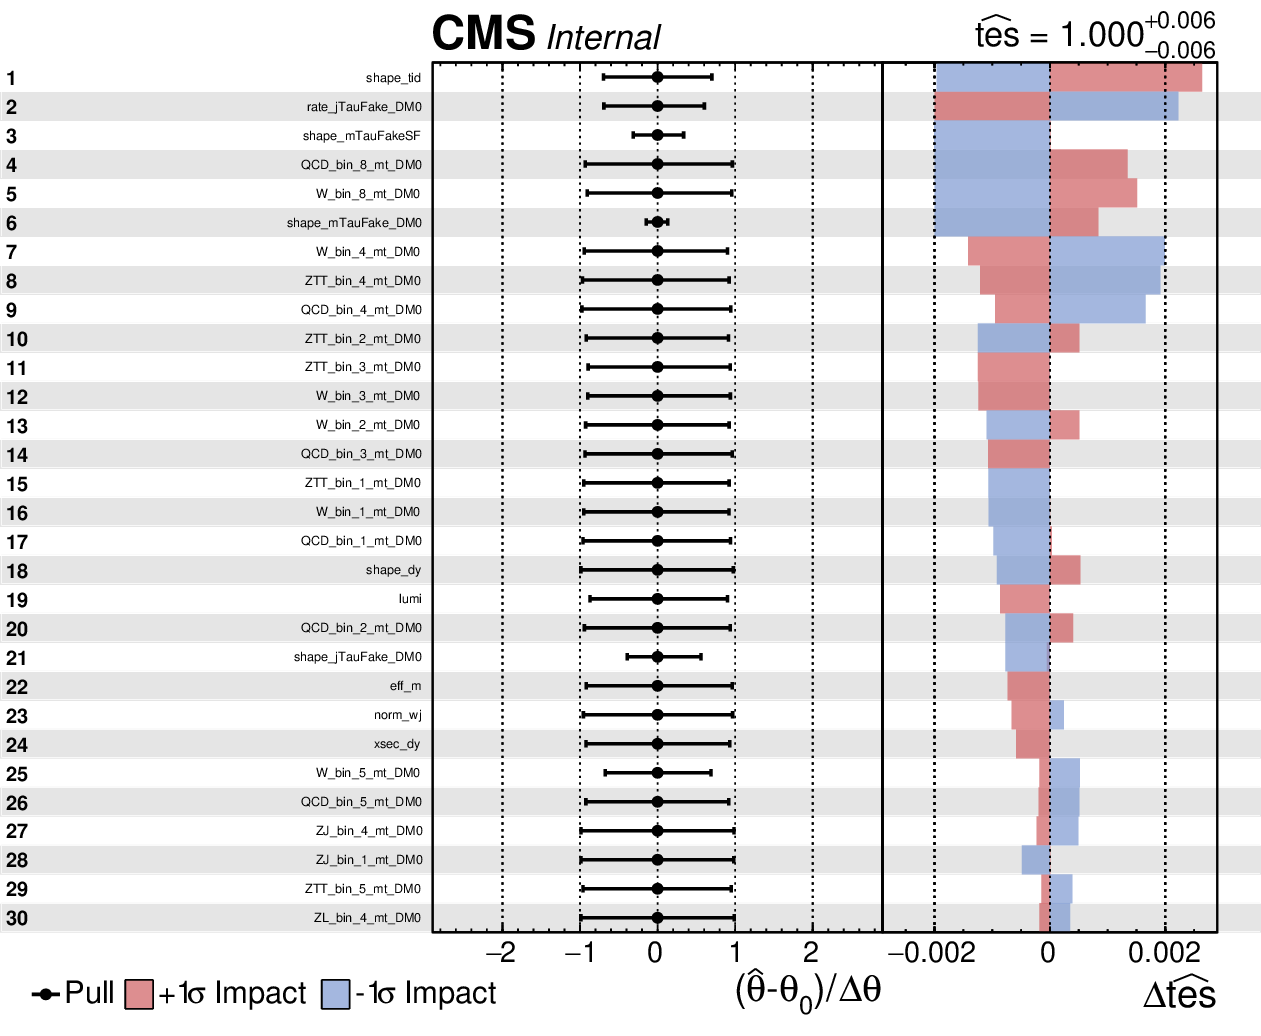 CMS Internal
t̂es = 1.000 +0.006 −0.006
1 shape_tid
2 rate_jTauFake_DM0
3 shape_mTauFakeSF
4 QCD_bin_8_mt_DM0
5 W_bin_8_mt_DM0
6 shape_mTauFake_DM0
7 W_bin_4_mt_DM0
8 ZTT_bin_4_mt_DM0
9 QCD_bin_4_mt_DM0
10 ZTT_bin_2_mt_DM0
11 ZTT_bin_3_mt_DM0
12 W_bin_3_mt_DM0
13 W_bin_2_mt_DM0
14 QCD_bin_3_mt_DM0
15 ZTT_bin_1_mt_DM0
16 W_bin_1_mt_DM0
17 QCD_bin_1_mt_DM0
18 shape_dy
19 lumi
20 QCD_bin_2_mt_DM0
21 shape_jTauFake_DM0
22 eff_m
23 norm_wj
24 xsec_dy
25 W_bin_5_mt_DM0
26 QCD_bin_5_mt_DM0
27 ZJ_bin_4_mt_DM0
28 ZJ_bin_1_mt_DM0
29 ZTT_bin_5_mt_DM0
30 ZL_bin_4_mt_DM0
−2 −1 0 1 2 −0.002 0 0.002
Pull +1σ Impact -1σ Impact (θ̂-θ₀)/Δθ Δt̂es